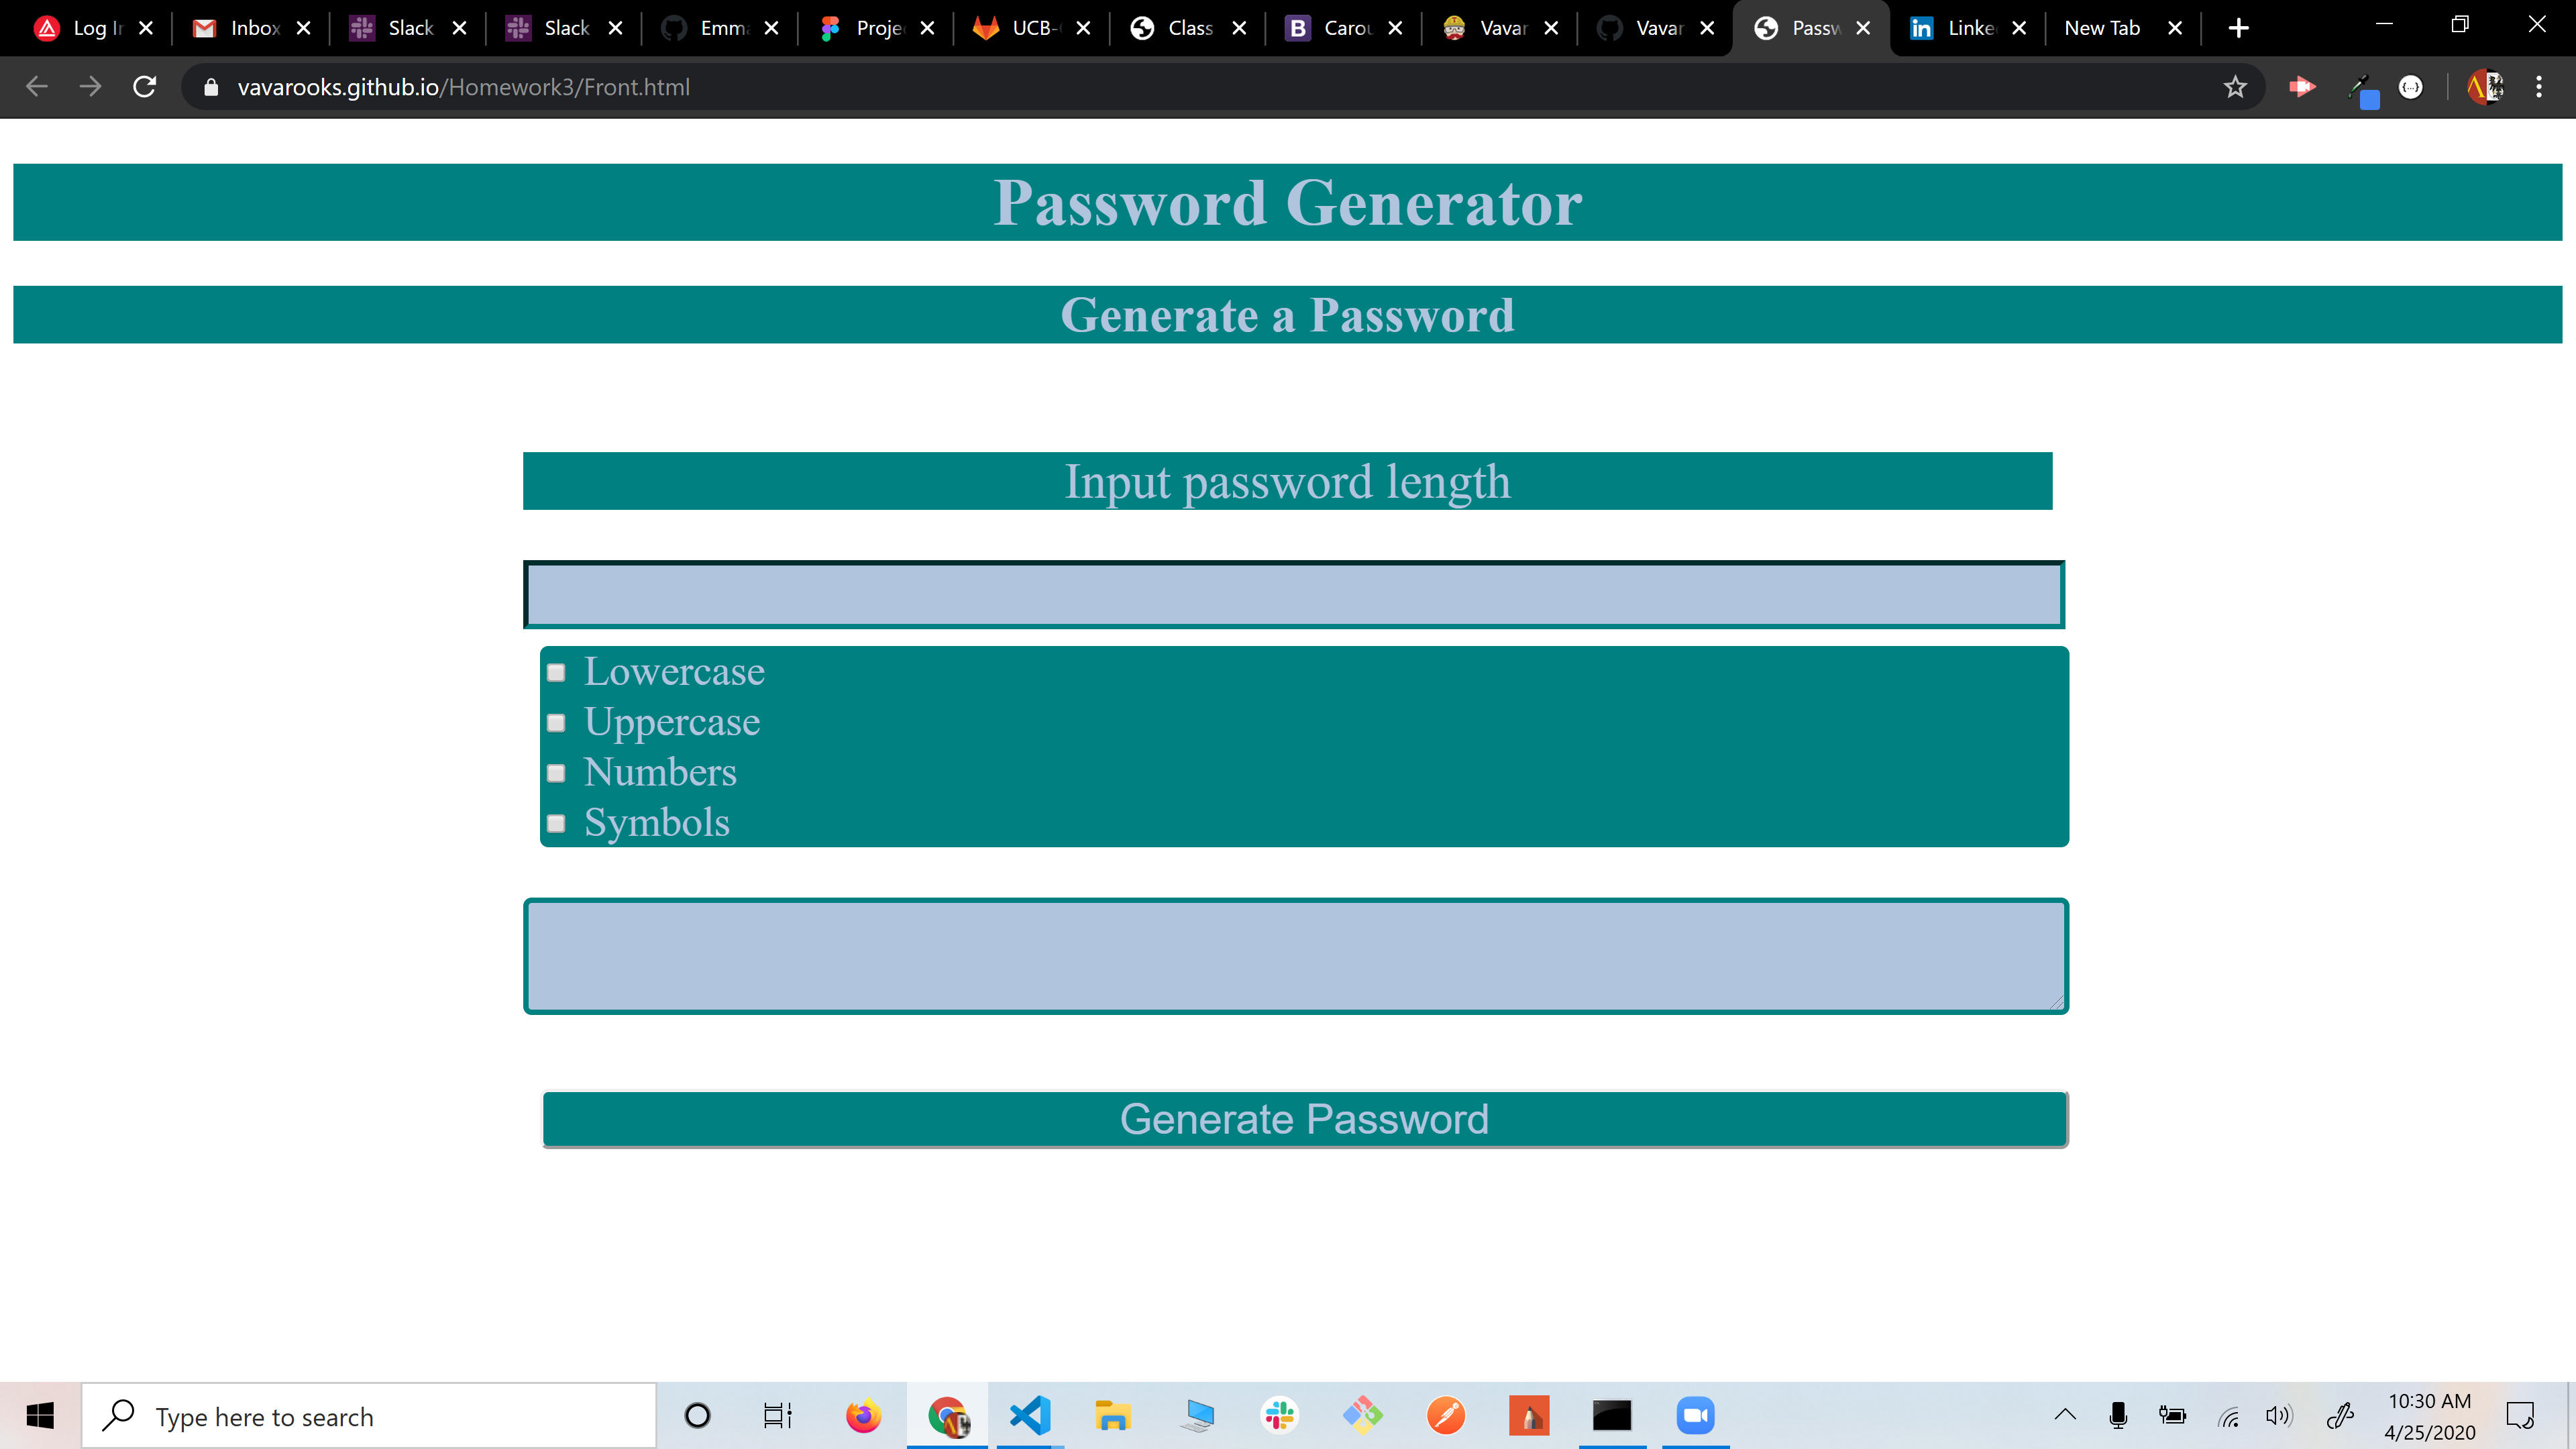 Log In Inbox Slack Slack Emma Proje UCB- Class Carou Vavar Vavar Passw Linke New Tab
vavarooks.github.io/Homework3/Front.html
Password Generator
Generate a Password
Input password length
Lowercase
Uppercase
Numbers
Symbols
Generate Password
Type here to search
10:30 AM
4/25/2020